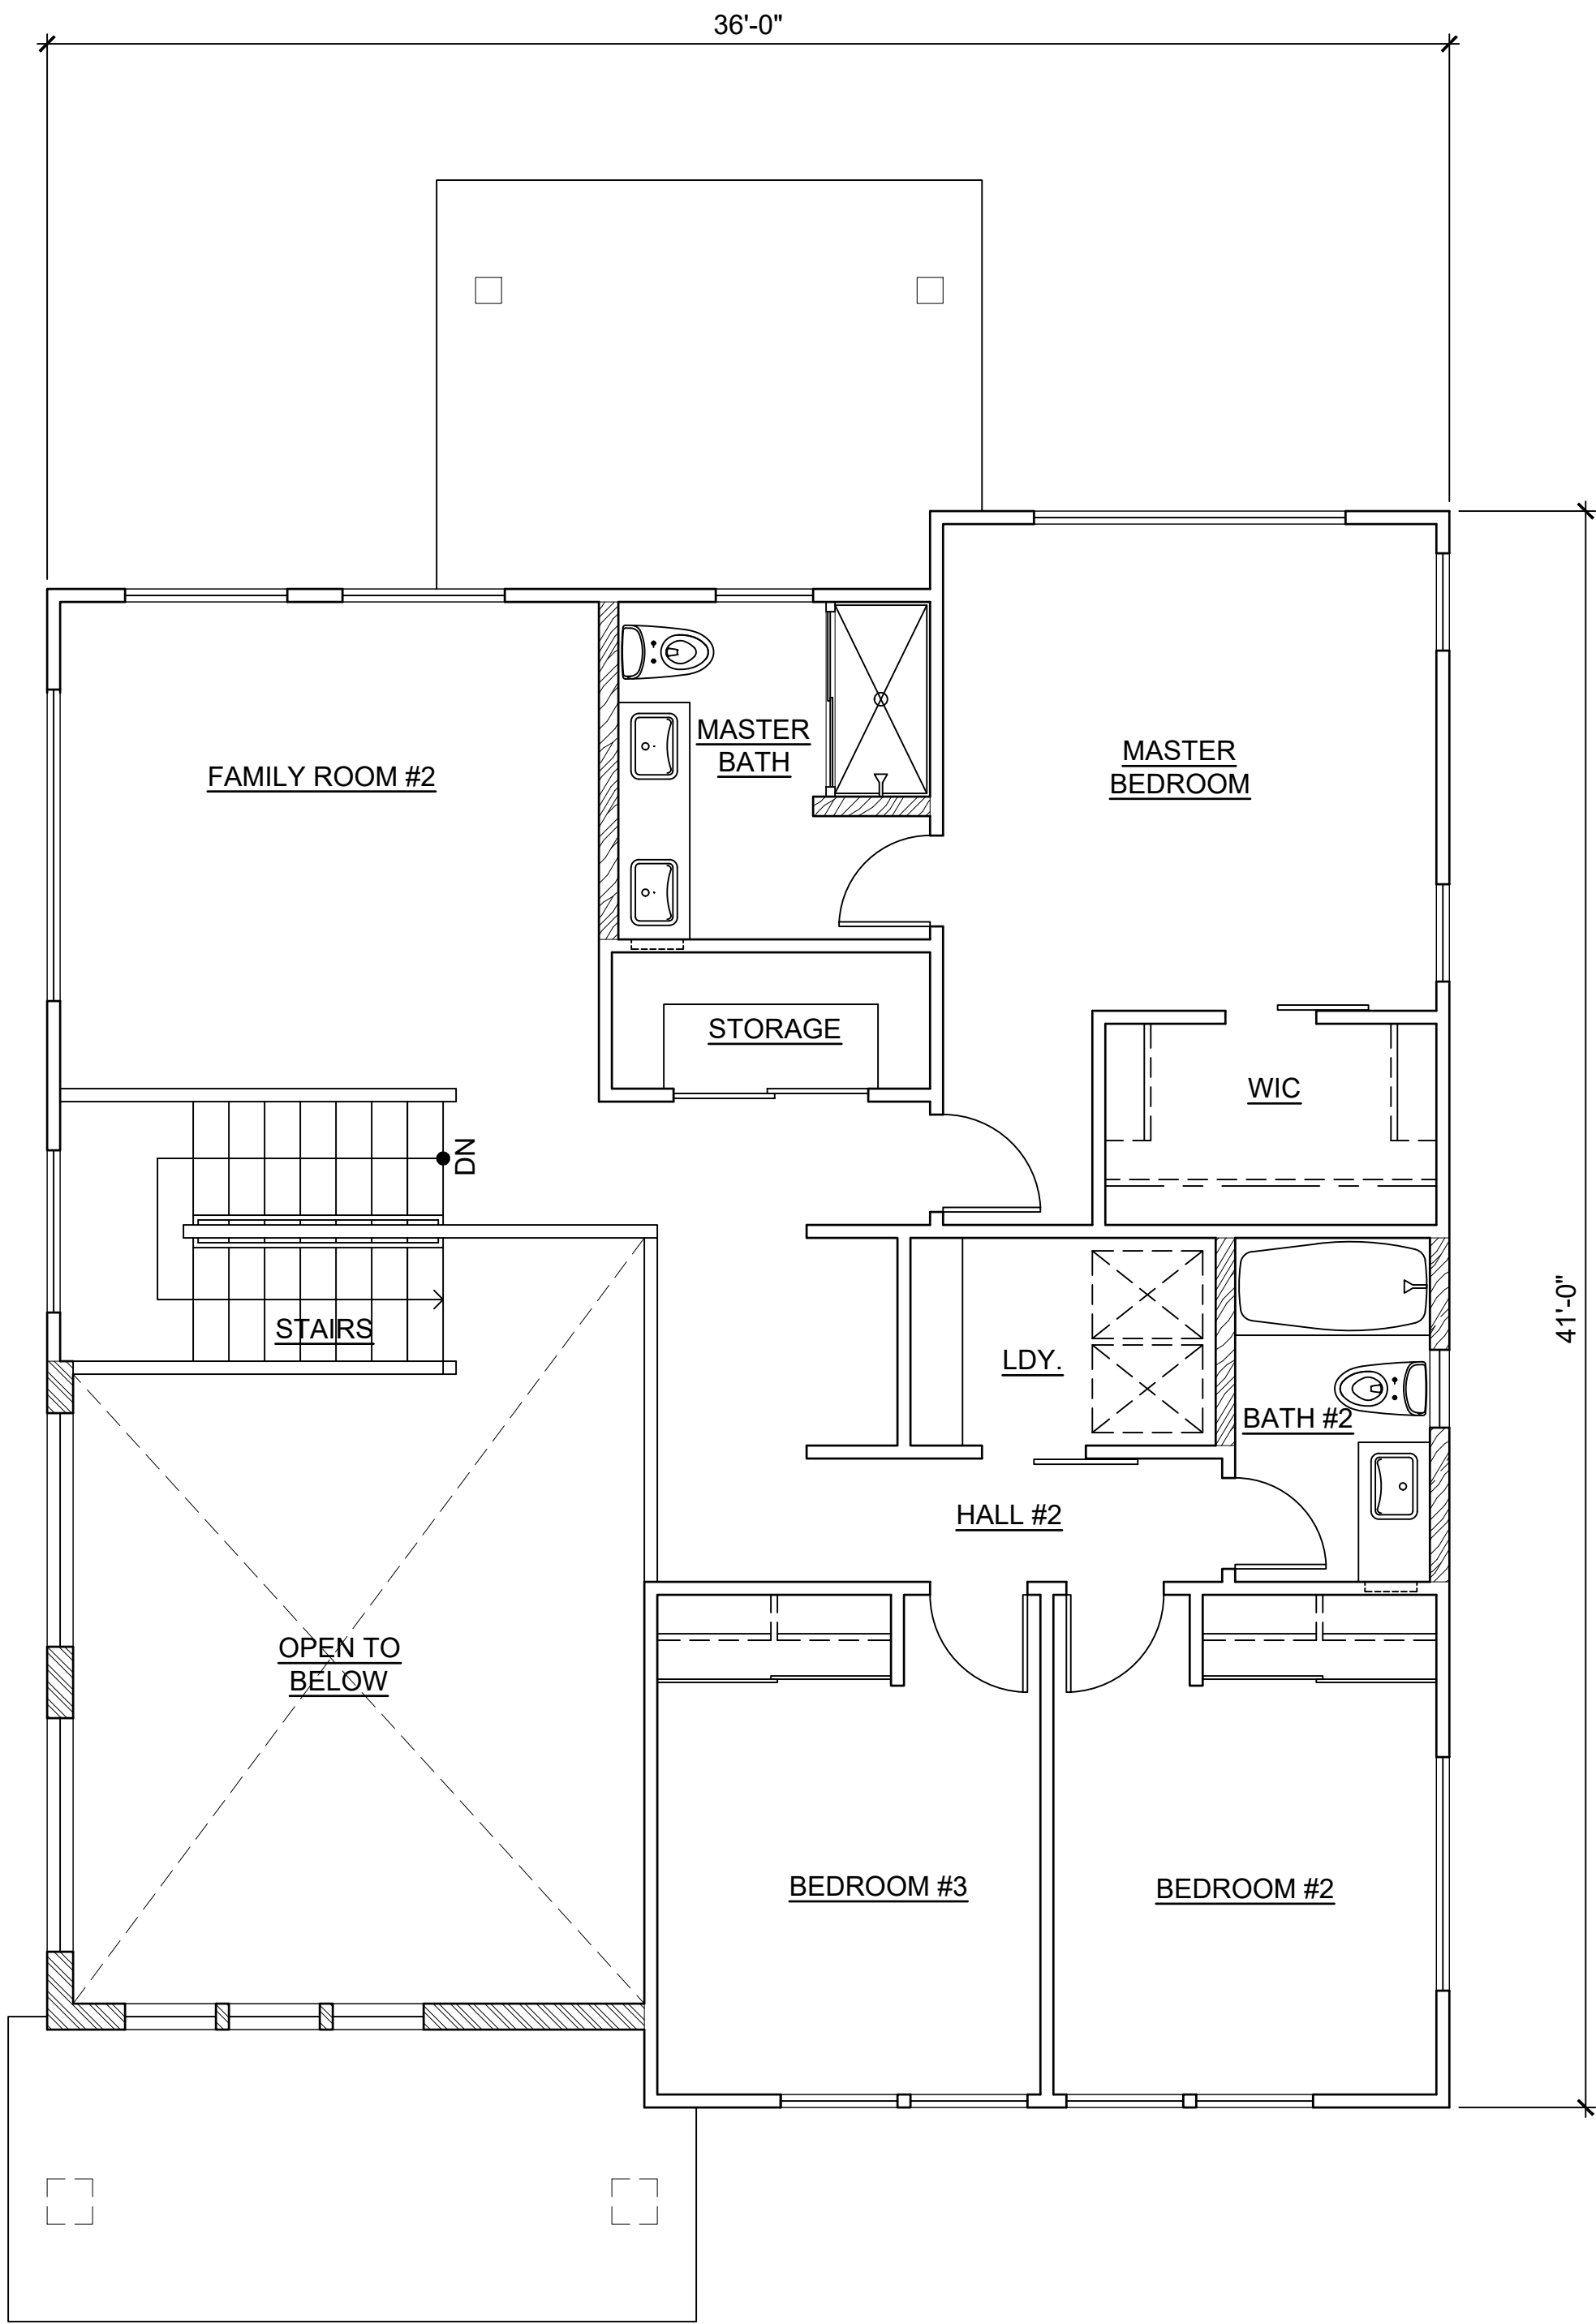 36'-0"
MASTER
BATH
MASTER
BEDROOM
FAMILY ROOM #2
STORAGE
WIC
DN
STAIRS
41'-0"
LDY.
BATH #2
HALL #2
OPEN TO
BELOW
BEDROOM #3
BEDROOM #2